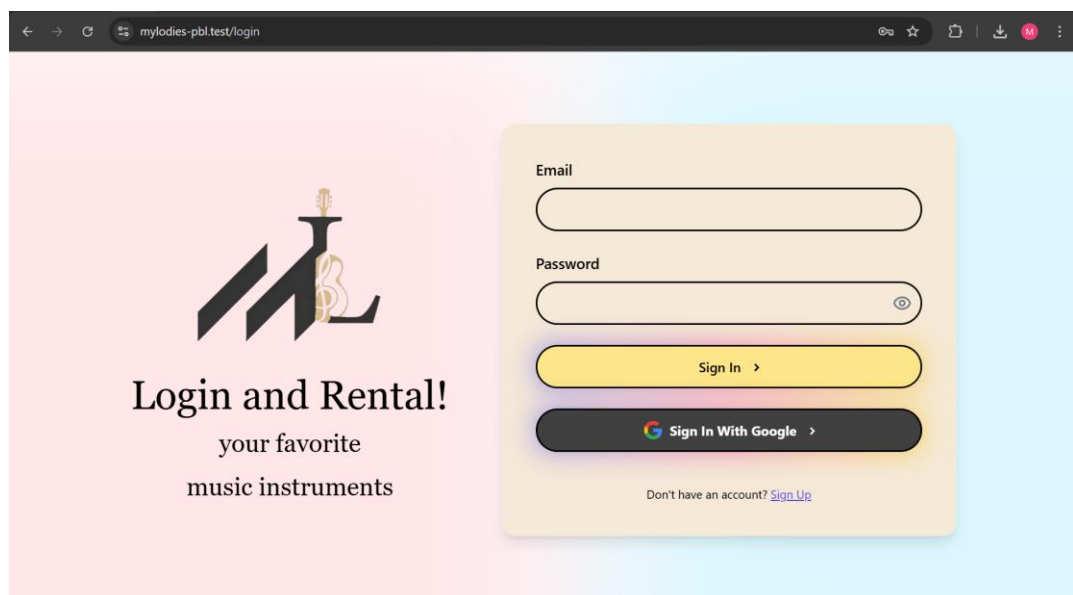 mylodies-pbl.test/login
M
Email
Password
Sign In
Sign In With Google
Don't have an account? Sign Up
ML
Login and Rental!
your favorite
music instruments